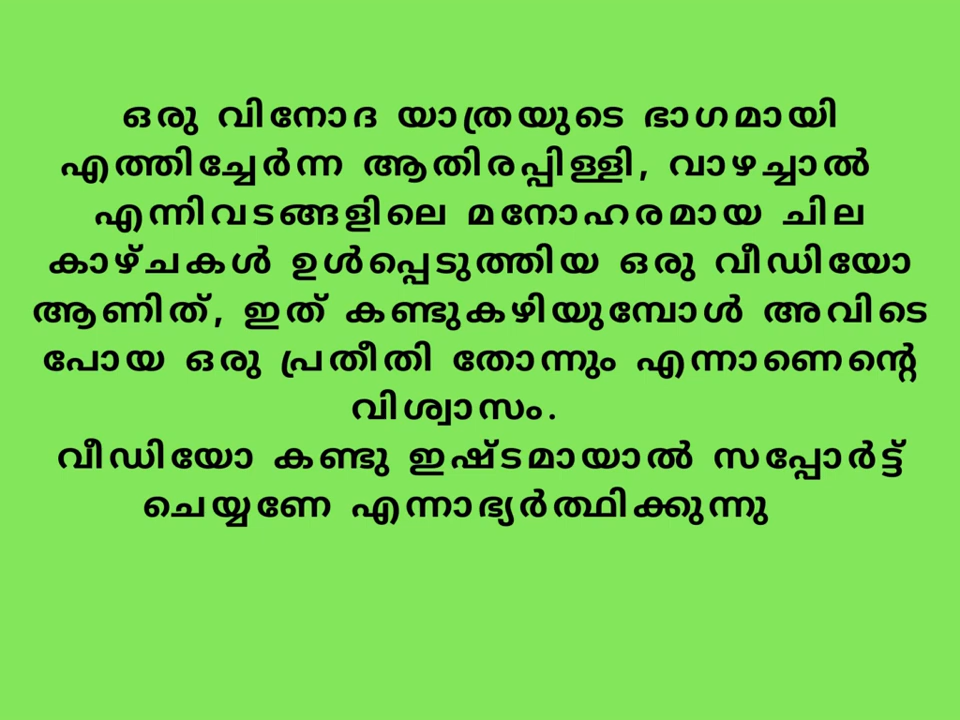 ഒരു വിനോദ യാത്രയുടെ ഭാഗമായി
എത്തിച്ചേർന്ന ആതിരപ്പിള്ളി, വാഴച്ചാൽ
എന്നിവടങ്ങളിലെ മനോഹരമായ ചില
കാഴ്ചകൾ ഉൾപ്പെടുത്തിയ ഒരു വീഡിയോ
ആണിത്, ഇത് കണ്ടുകഴിയുമ്പോൾ അവിടെ
പോയ ഒരു പ്രതീതി തോന്നും എന്നാണെന്റെ
വിശ്വാസം.
വീഡിയോ കണ്ടു ഇഷ്ടമായാൽ സപ്പോർട്ട്
ചെയ്യണേ എന്നാഭ്യർത്ഥിക്കുന്നു